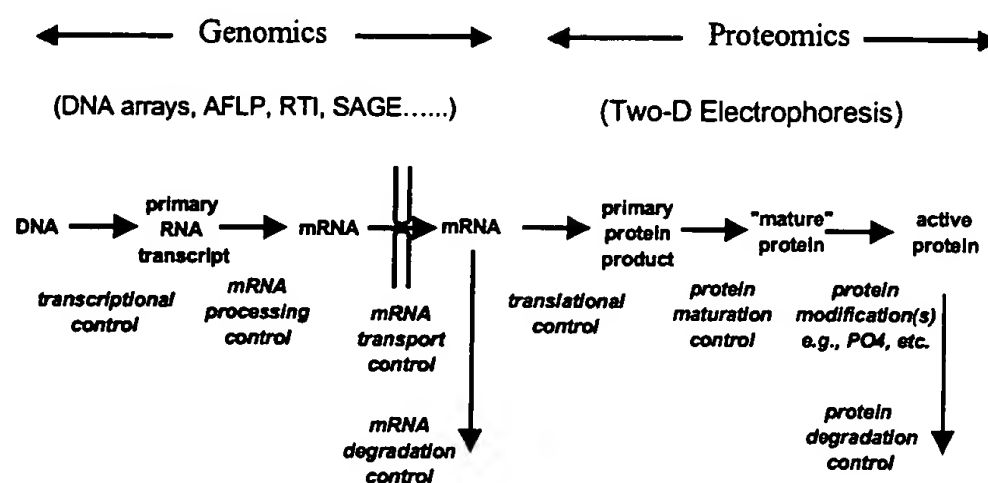 Genomics
Proteomics
(DNA arrays, AFLP, RTI, SAGE......)
(Two-D Electrophoresis)
DNA
primary
RNA
transcript
mRNA
mRNA
primary
protein
product
"mature"
protein
active
protein
transcriptional
control
mRNA
processing
control
mRNA
transport
control
translational
control
protein
maturation
control
protein
modification(s)
e.g., PO4, etc.
mRNA
degradation
control
protein
degradation
control